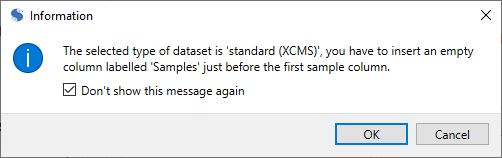 Information
The selected type of dataset is 'standard (XCMS)', you have to insert an empty
column labelled 'Samples' just before the first sample column.
Don't show this message again
OK
Cancel